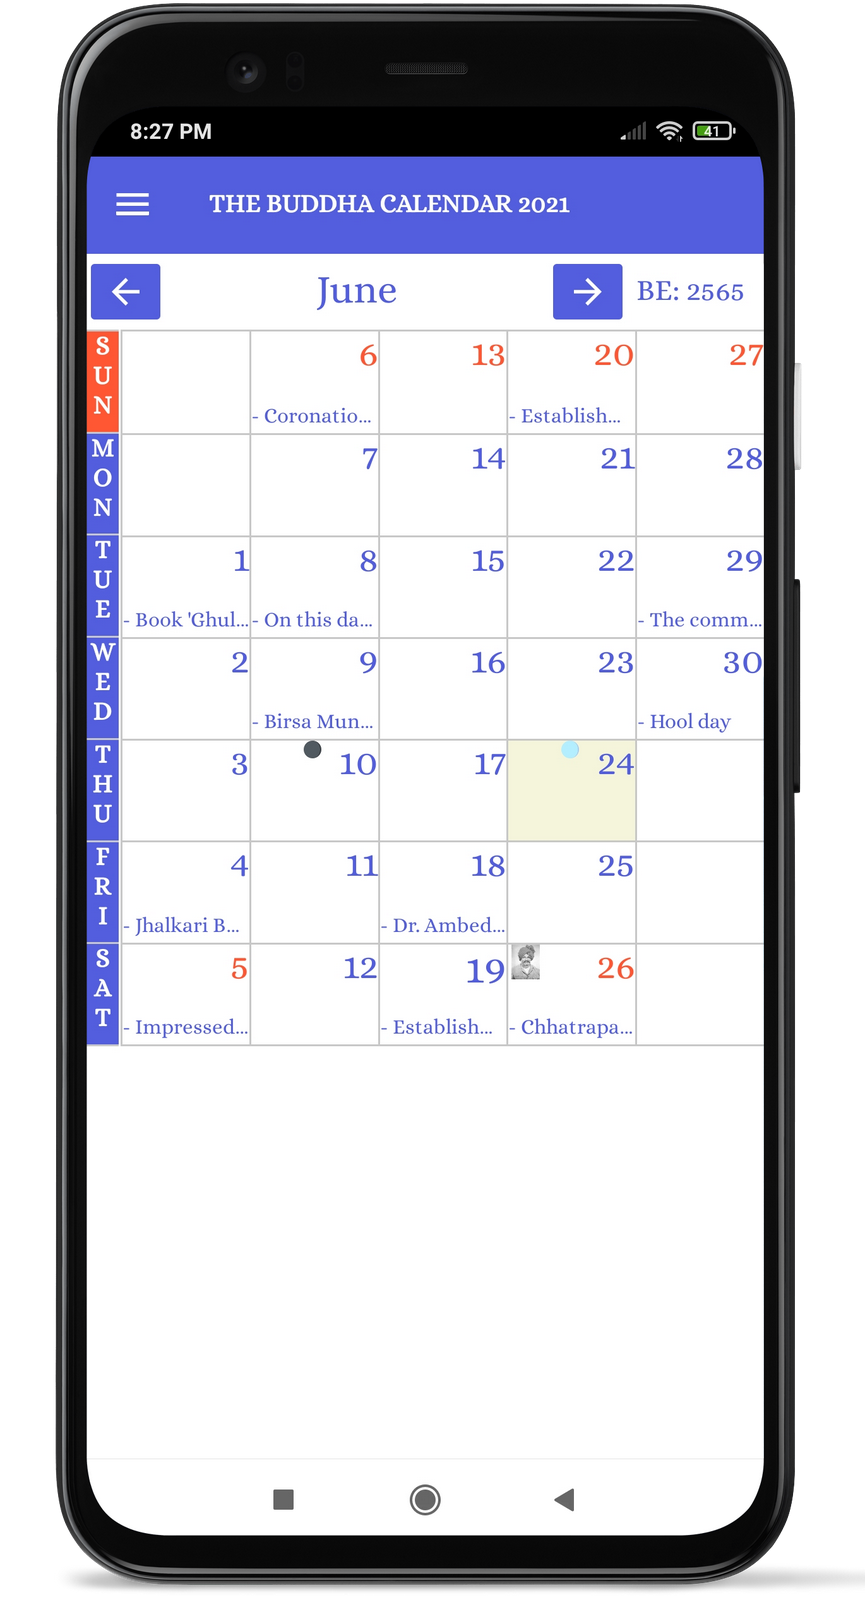 8:27 PM
41
THE BUDDHA CALENDAR 2021
June
BE: 2565
SUN
6
13
20
27
- Coronatio...
- Establish...
MON
7
14
21
28
TUE
1
8
15
22
29
- Book 'Ghul...
- On this da...
- The comm...
WED
2
9
16
23
30
- Birsa Mun...
- Hool day
THU
3
10
17
24
FRI
4
11
18
25
- Jhalkari B...
- Dr. Ambed...
SAT
5
12
19
26
- Impressed...
- Establish...
- Chhatrapa...